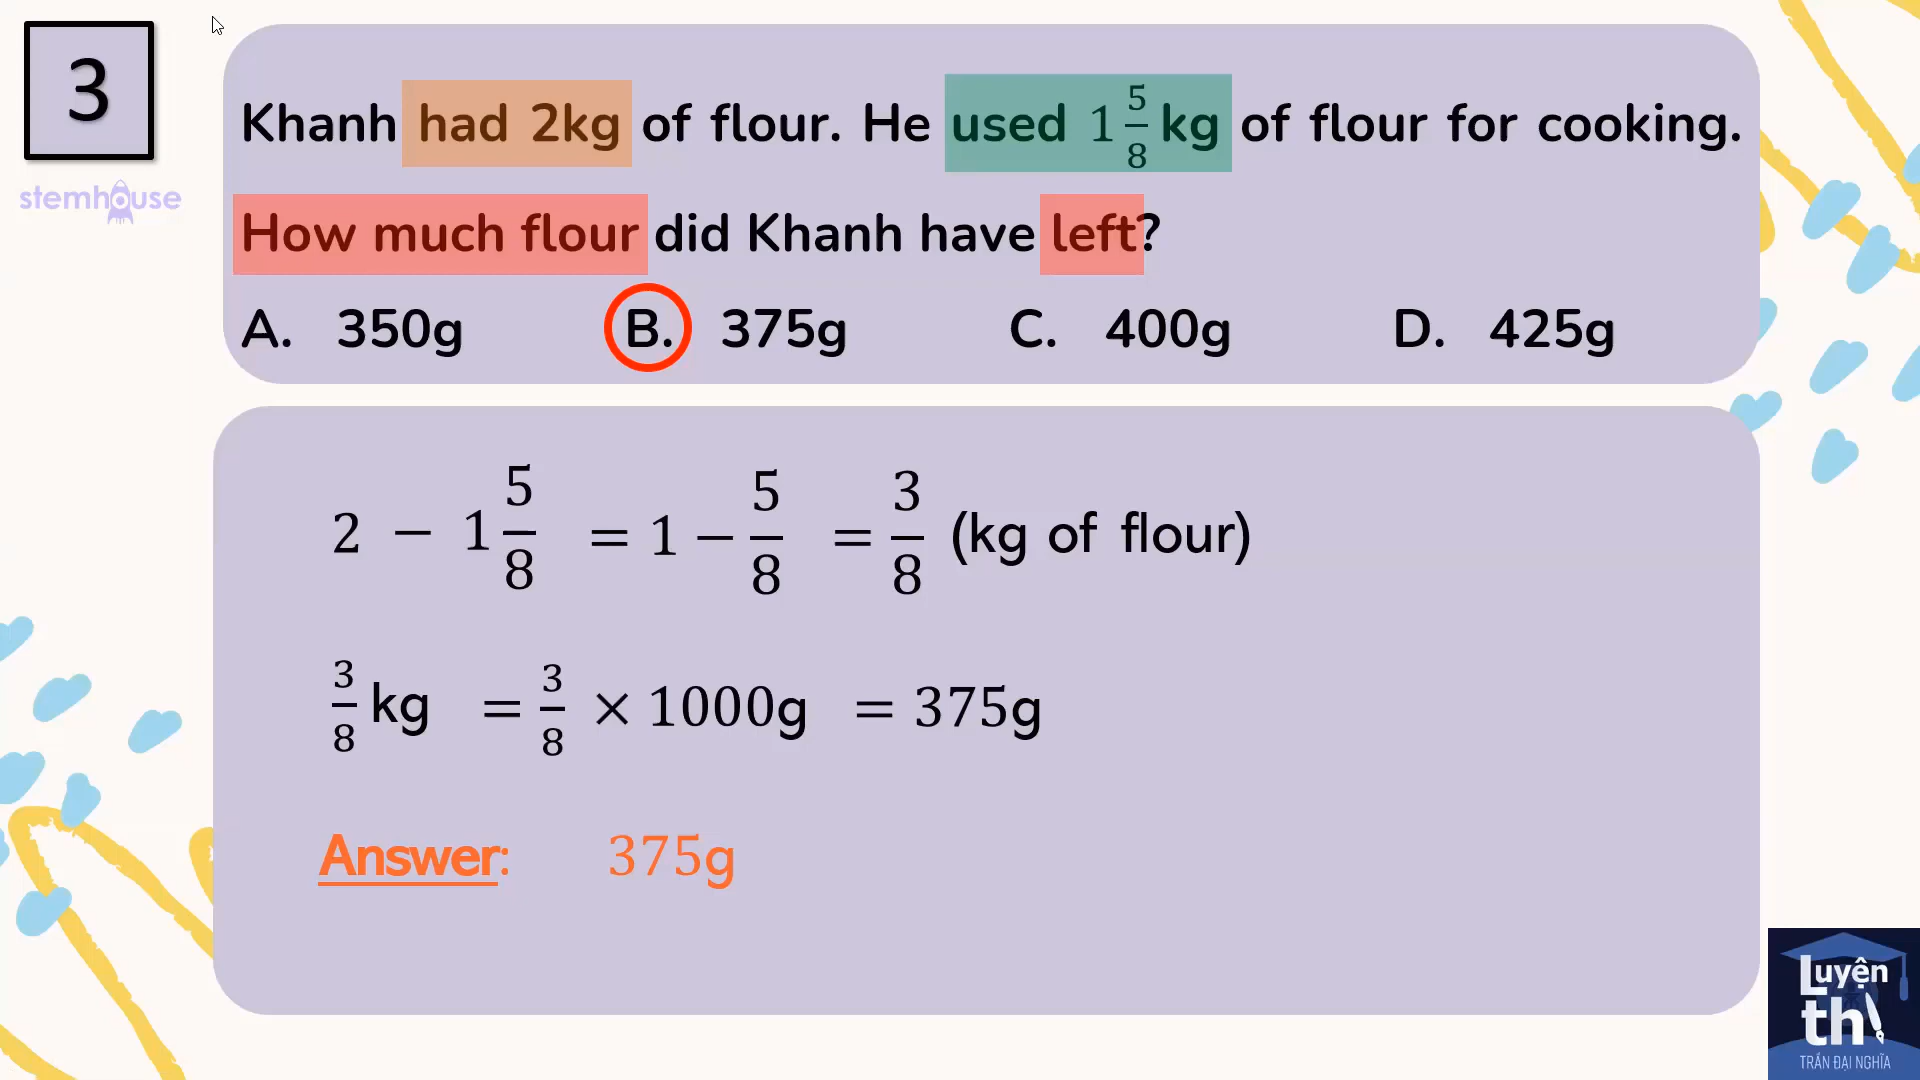 3
stemhouse
Khanh had 2kg of flour. He used 1 5/8 kg of flour for cooking.
How much flour did Khanh have left?
A. 350g B. 375g C. 400g D. 425g
2 − 1 5/8 = 1 − 5/8 = 3/8 (kg of flour)
3/8 kg = 3/8 × 1000g = 375g
Answer: 375g
Luyện
thi
TRẦN ĐẠI NGHĨA